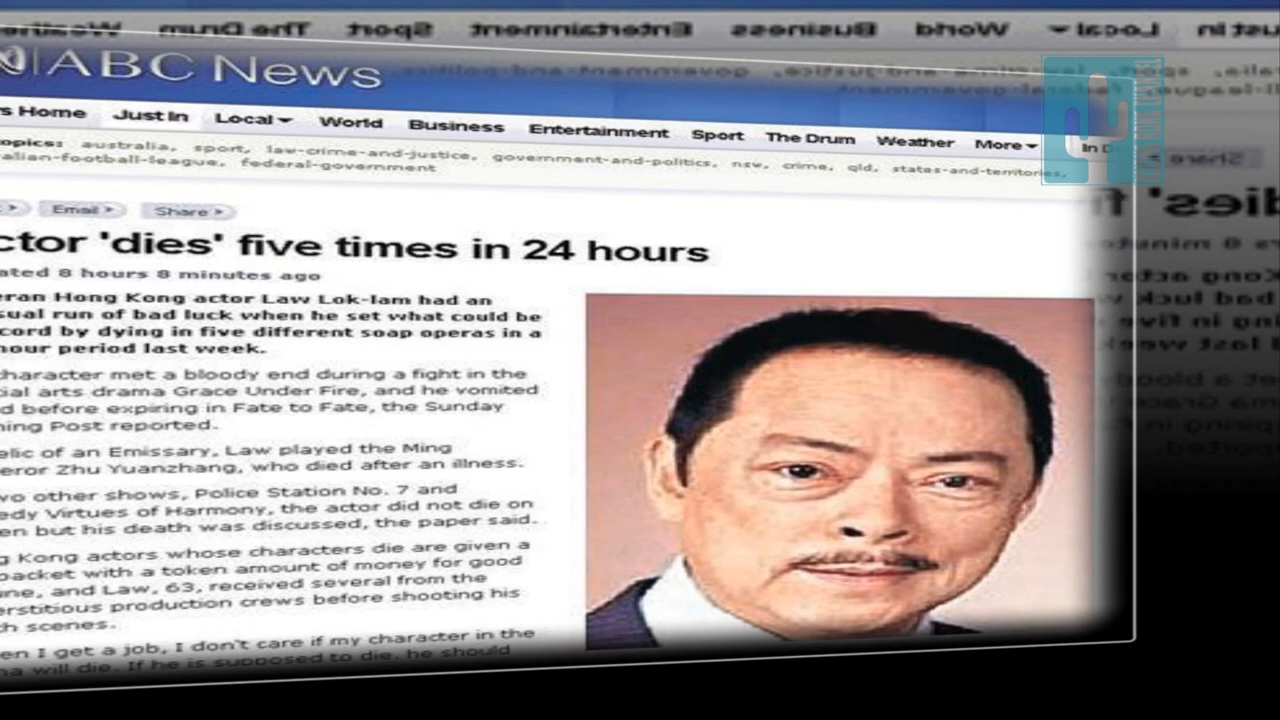 ABC News
Home Just In Local World Business Entertainment Sport The Drum Weather More
australia, sport, law-crime-and-justice, government-and-politics, nsw, crime, qld, states-and-territories,
alian-football-league, federal-government
Email Share
ctor 'dies' five times in 24 hours
ated 8 hours 8 minutes ago
eran Hong Kong actor Law Lok-lam had an
sual run of bad luck when he set what could be
cord by dying in five different soap operas in a
hour period last week.
haracter met a bloody end during a fight in the
ial arts drama Grace Under Fire, and he vomited
d before expiring in Fate to Fate, the Sunday
ning Post reported.
elic of an Emissary, Law played the Ming
eror Zhu Yuanzhang, who died after an illness.
wo other shows, Police Station No. 7 and
edy Virtues of Harmony, the actor did not die on
en but his death was discussed, the paper said.
g Kong actors whose characters die are given a
packet with a token amount of money for good
une, and Law, 63, received several from the
erstitious production crews before shooting his
h scenes.
en I get a job, I don't care if my character in the
ma will die. If he is supposed to die, he should